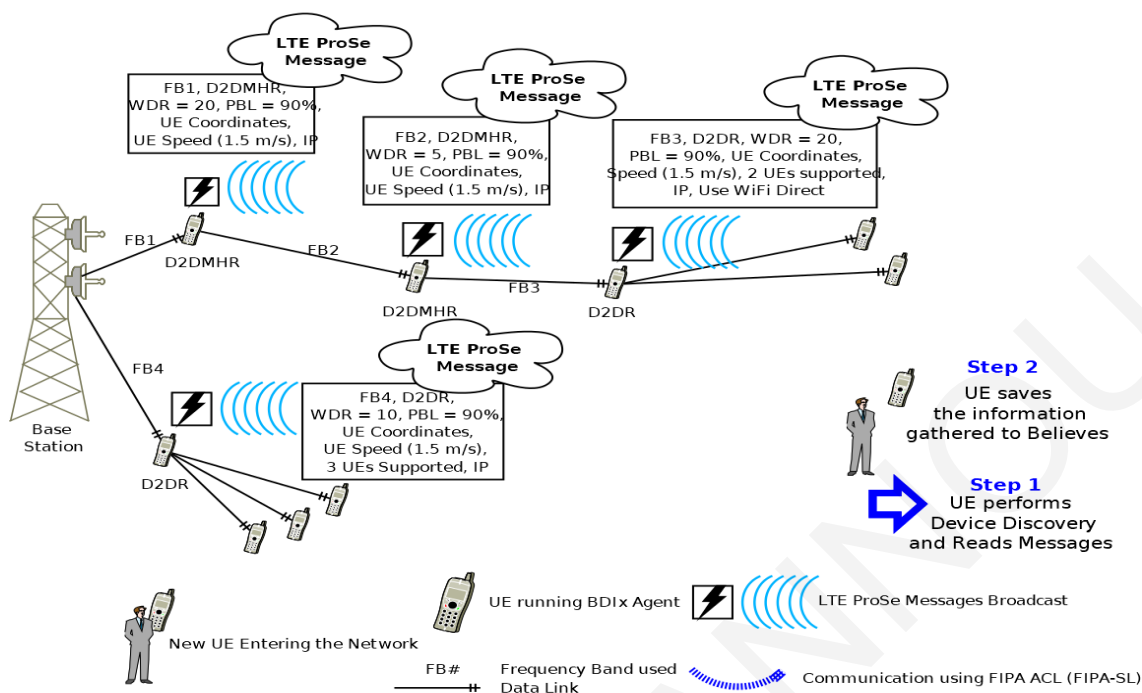 LTE ProSe
Message
FB1, D2DMHR,
WDR = 20, PBL = 90%,
UE Coordinates,
UE Speed (1.5 m/s), IP
LTE ProSe
Message
FB2, D2DMHR,
WDR = 5, PBL = 90%,
UE Coordinates,
UE Speed (1.5 m/s), IP
LTE ProSe
Message
FB3, D2DR, WDR = 20,
PBL = 90%, UE Coordinates,
Speed (1.5 m/s), 2 UEs supported,
IP, Use WiFi Direct
FB1
D2DMHR
FB2
D2DMHR
FB3
D2DR
FB4
LTE ProSe
Message
FB4, D2DR,
WDR = 10, PBL = 90%,
UE Coordinates,
UE Speed (1.5 m/s),
3 UEs Supported, IP
Base
Station
D2DR
Step 2
UE saves
the information
gathered to Believes
Step 1
UE performs
Device Discovery
and Reads Messages
New UE Entering the Network
UE running BDIx Agent
LTE ProSe Messages Broadcast
FB#
Frequency Band used
Data Link
Communication using FIPA ACL (FIPA-SL)